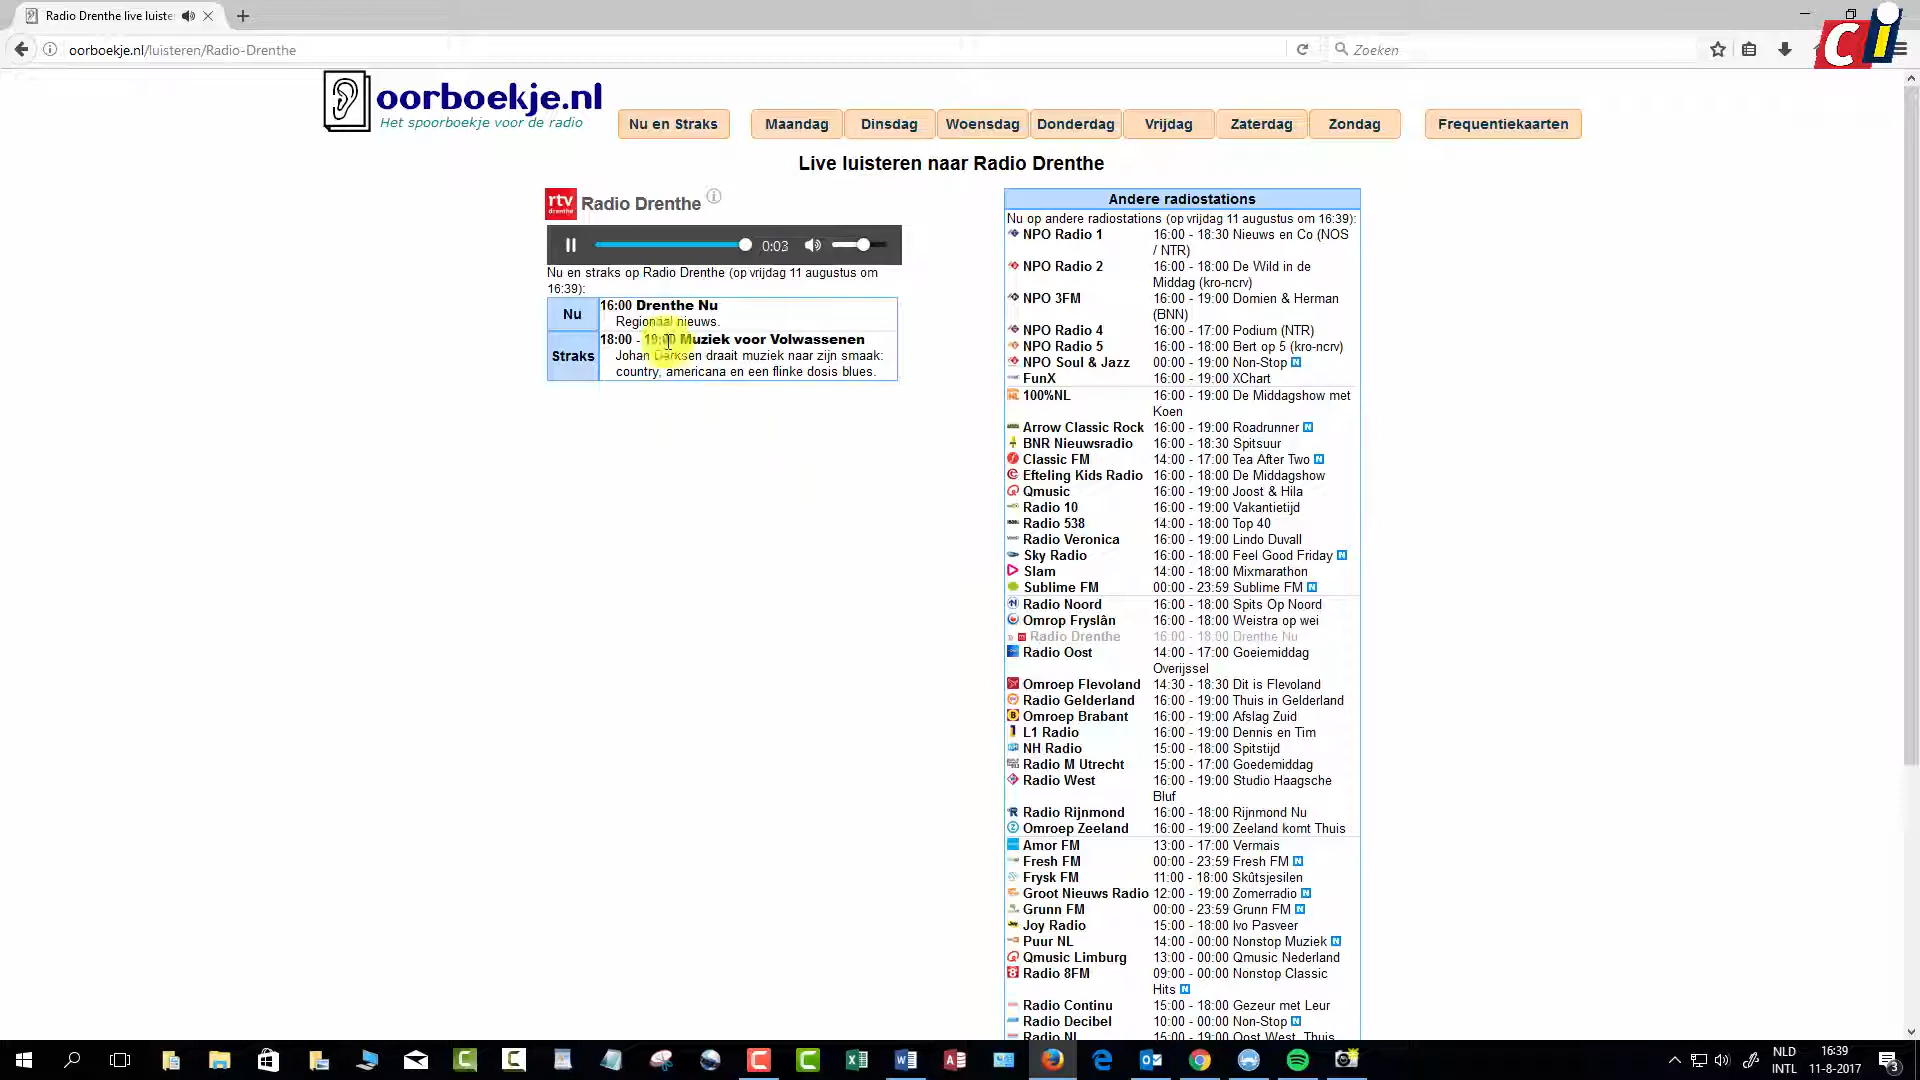 Radio Drenthe live luiste
oorboekje.nl/luisteren/Radio-Drenthe
Zoeken
Ci
oorboekje.nl
Het spoorboekje voor de radio
Nu en Straks
Maandag
Dinsdag
Woensdag
Donderdag
Vrijdag
Zaterdag
Zondag
Frequentiekaarten
Live luisteren naar Radio Drenthe
rtv
drenthe
Radio Drenthe
0:03
Nu en straks op Radio Drenthe (op vrijdag 11 augustus om
16:39):
Nu
16:00 Drenthe Nu
Regionaal nieuws.
Straks
18:00 - 19:00 Muziek voor Volwassenen
Johan Derksen draait muziek naar zijn smaak:
country, americana en een flinke dosis blues.
Andere radiostations
Nu op andere radiostations (op vrijdag 11 augustus om 16:39):
NPO Radio 1 16:00 - 18:30 Nieuws en Co (NOS
/ NTR)
NPO Radio 2 16:00 - 18:00 De Wild in de
Middag (kro-ncrv)
NPO 3FM 16:00 - 19:00 Domien & Herman
(BNN)
NPO Radio 4 16:00 - 17:00 Podium (NTR)
NPO Radio 5 16:00 - 18:00 Bert op 5 (kro-ncrv)
NPO Soul & Jazz 00:00 - 19:00 Non-Stop N
FunX 16:00 - 19:00 XChart
100%NL 16:00 - 19:00 De Middagshow met
Koen
Arrow Classic Rock 16:00 - 19:00 Roadrunner N
BNR Nieuwsradio 16:00 - 18:30 Spitsuur
Classic FM 14:00 - 17:00 Tea After Two N
Efteling Kids Radio 16:00 - 18:00 De Middagshow
Qmusic 16:00 - 19:00 Joost & Hila
Radio 10 16:00 - 19:00 Vakantietijd
Radio 538 14:00 - 18:00 Top 40
Radio Veronica 16:00 - 19:00 Lindo Duvall
Sky Radio 16:00 - 18:00 Feel Good Friday N
Slam 14:00 - 18:00 Mixmarathon
Sublime FM 00:00 - 23:59 Sublime FM N
Radio Noord 16:00 - 18:00 Spits Op Noord
Omrop Fryslân 16:00 - 18:00 Weistra op wei
» Radio Drenthe 16:00 - 18:00 Drenthe Nu
Radio Oost 14:00 - 17:00 Goeiemiddag
Overijssel
Omroep Flevoland 14:30 - 18:30 Dit is Flevoland
Radio Gelderland 16:00 - 19:00 Thuis in Gelderland
Omroep Brabant 16:00 - 19:00 Afslag Zuid
L1 Radio 16:00 - 19:00 Dennis en Tim
NH Radio 15:00 - 18:00 Spitstijd
Radio M Utrecht 15:00 - 17:00 Goedemiddag
Radio West 16:00 - 19:00 Studio Haagsche
Bluf
Radio Rijnmond 16:00 - 18:00 Rijnmond Nu
Omroep Zeeland 16:00 - 19:00 Zeeland komt Thuis
Amor FM 13:00 - 17:00 Vermais
Fresh FM 00:00 - 23:59 Fresh FM N
Frysk FM 11:00 - 18:00 Skûtsjesilen
Groot Nieuws Radio 12:00 - 19:00 Zomerradio N
Grunn FM 00:00 - 23:59 Grunn FM N
Joy Radio 15:00 - 18:00 Ivo Pasveer
Puur NL 14:00 - 00:00 Nonstop Muziek N
Qmusic Limburg 13:00 - 00:00 Qmusic Nederland
Radio 8FM 09:00 - 00:00 Nonstop Classic
Hits N
Radio Continu 15:00 - 18:00 Gezeur met Leur
Radio Decibel 10:00 - 00:00 Non-Stop N
Radio NL 15:00 - 19:00 Oost West, Thuis
NLD
INTL
16:39
11-8-2017
3